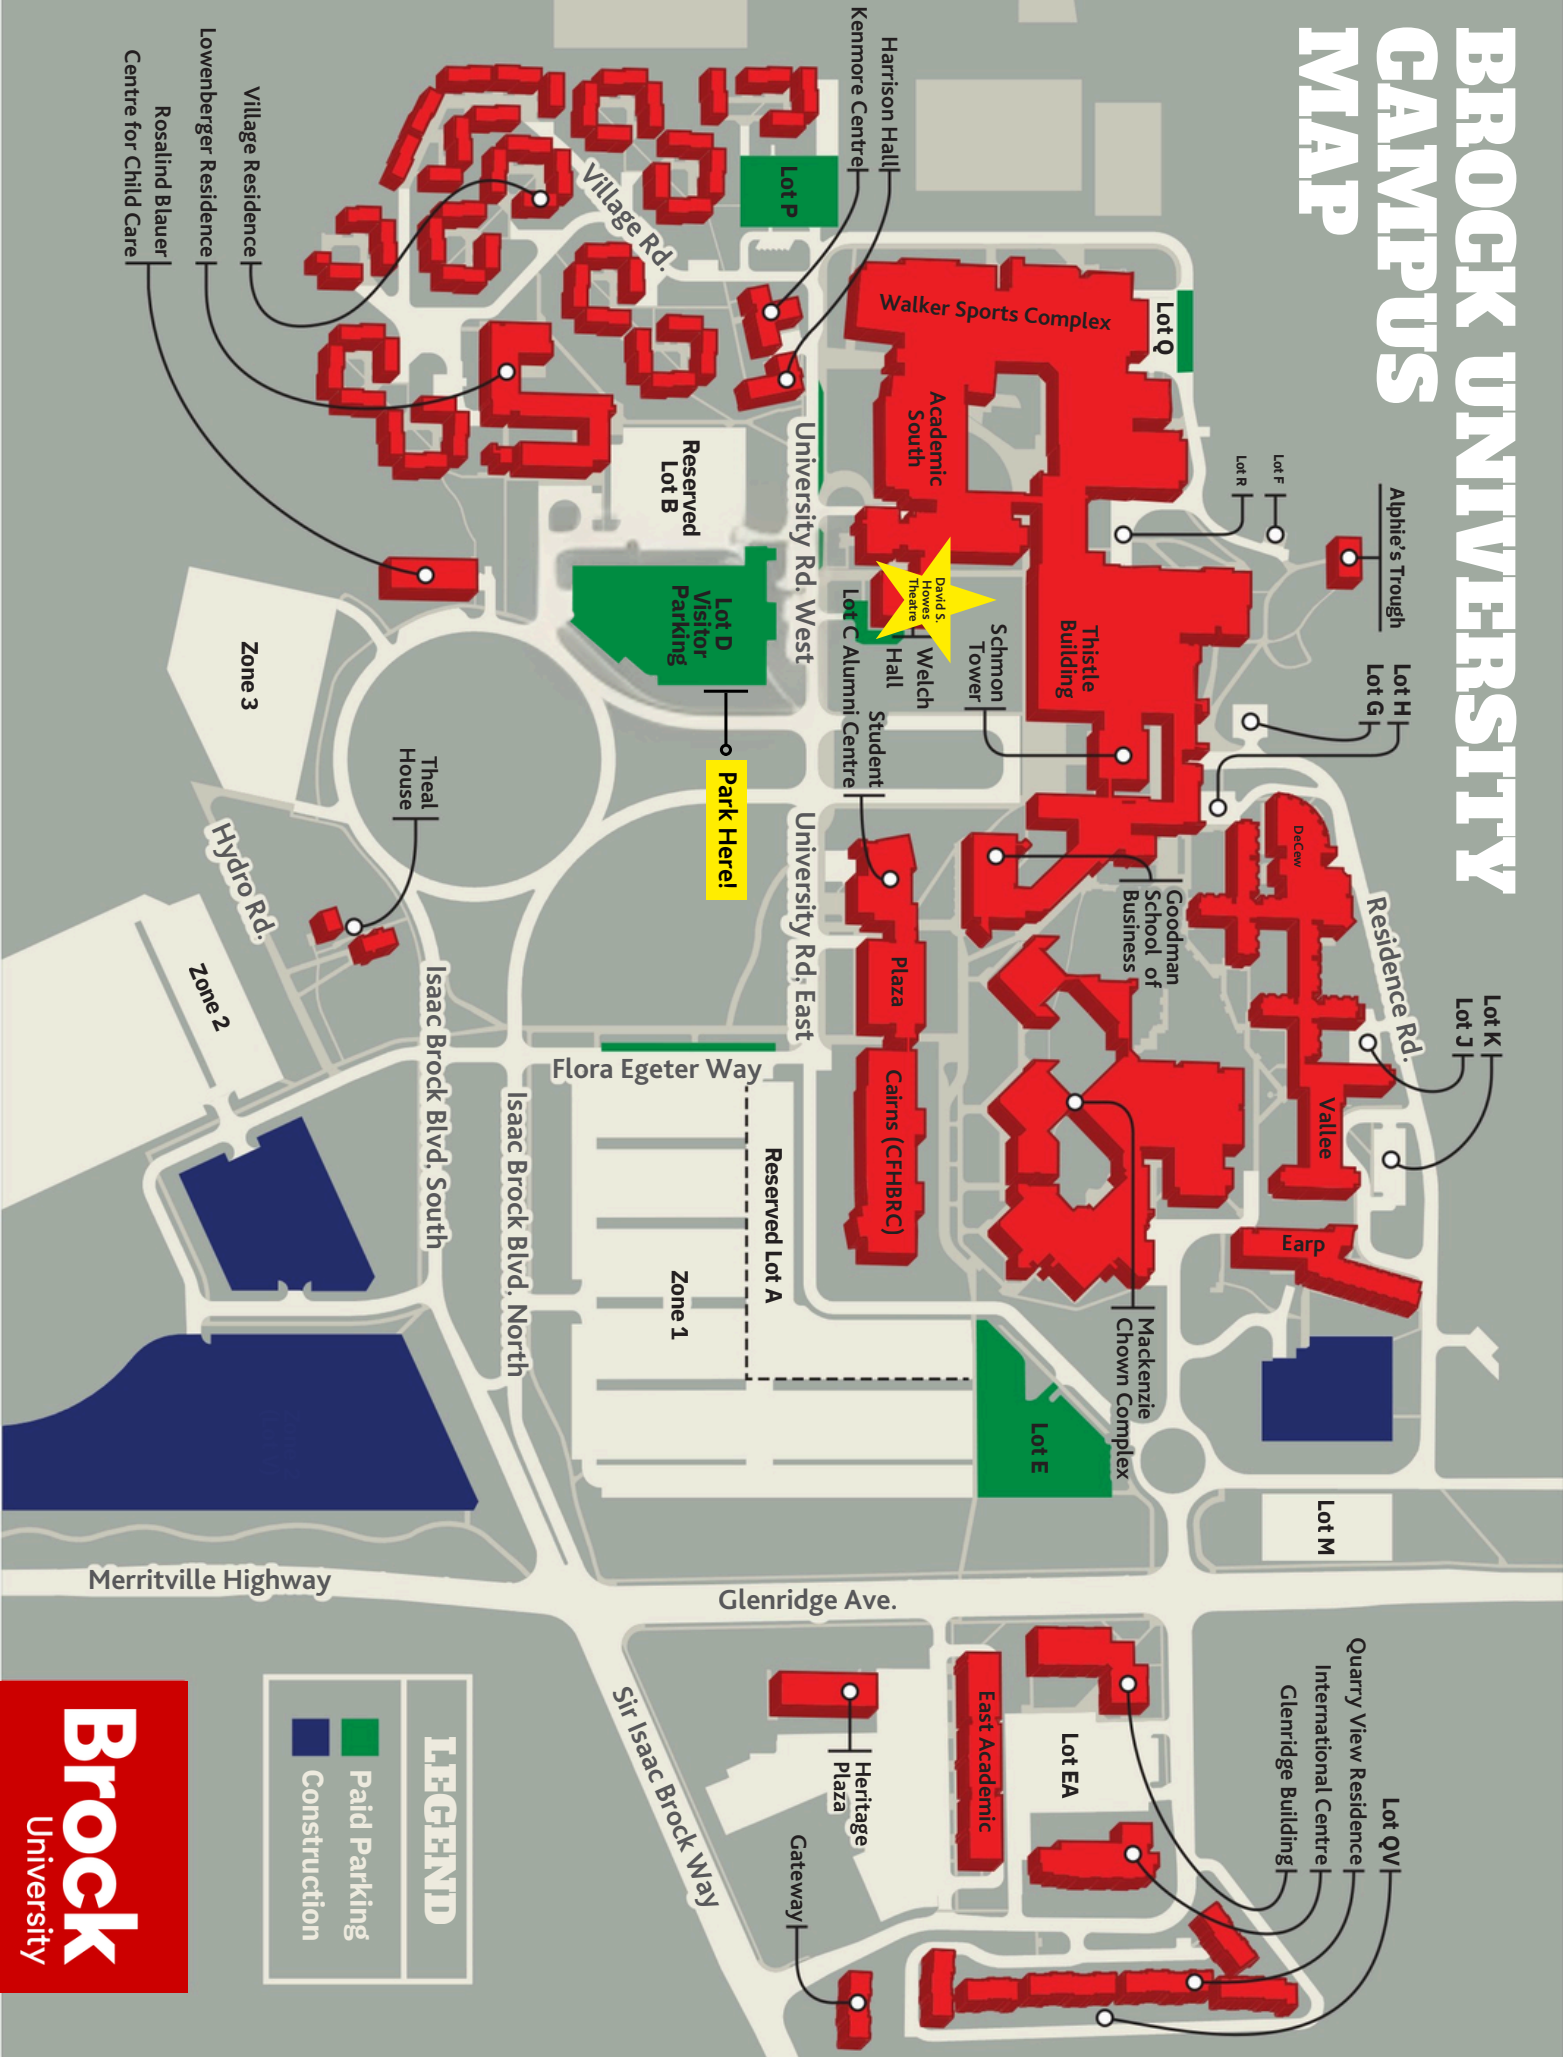 BROCK UNIVERSITY
CAMPUS
MAP
Harrison Hall
Kenmore Centre
Village Residence
Lowenberger Residence
Rosalind Blauer
Centre for Child Care
Lot P
Village Rd.
Walker Sports Complex
Lot Q
Academic
South
Lot R
Lot F
Alphie's Trough
Reserved
Lot B
University Rd. West
Lot D
Visitor
Parking
David S.
Howes
Theatre
Lot C
Welch
Hall
Schmon
Tower
Thistle
Building
Lot H
Lot G
Zone 3
Park Here!
Student
Alumni Centre
Theal
House
Hydro Rd.
University Rd. East
DeCew
Goodman
School of
Business
Residence Rd.
Plaza
Zone 2
Lot K
Lot J
Isaac Brock Blvd. South
Flora Egeter Way
Isaac Brock Blvd. North
Cairns (CFHBRC)
Vallee
Reserved Lot A
Zone 1
Earp
Mackenzie
Chown Complex
Lot E
Lot M
Merritville Highway
Glenridge Ave.
Sir Isaac Brock Way
East Academic
Lot EA
Heritage
Plaza
Gateway
Lot QV
Quarry View Residence
International Centre
Glenridge Building
LEGEND
Paid Parking
Construction
Brock
University